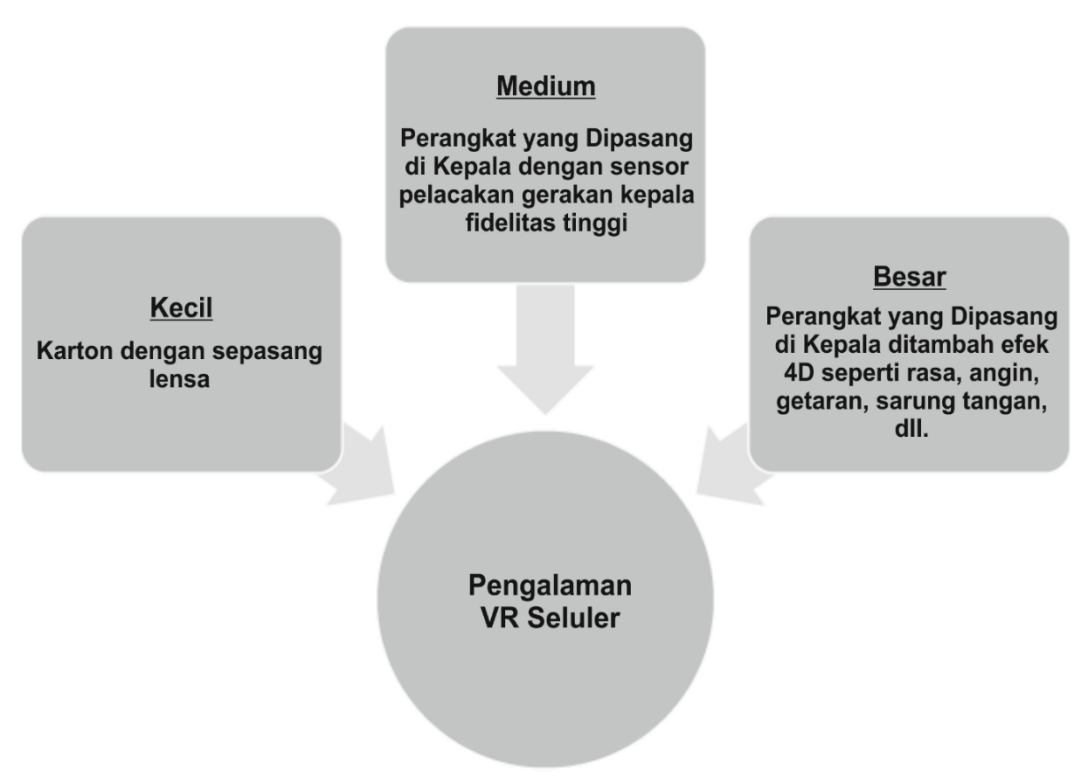 Medium
Perangkat yang Dipasang
di Kepala dengan sensor
pelacakan gerakan kepala
fidelitas tinggi
Kecil
Karton dengan sepasang
lensa
Besar
Perangkat yang Dipasang
di Kepala ditambah efek
4D seperti rasa, angin,
getaran, sarung tangan,
dll.
Pengalaman
VR Seluler